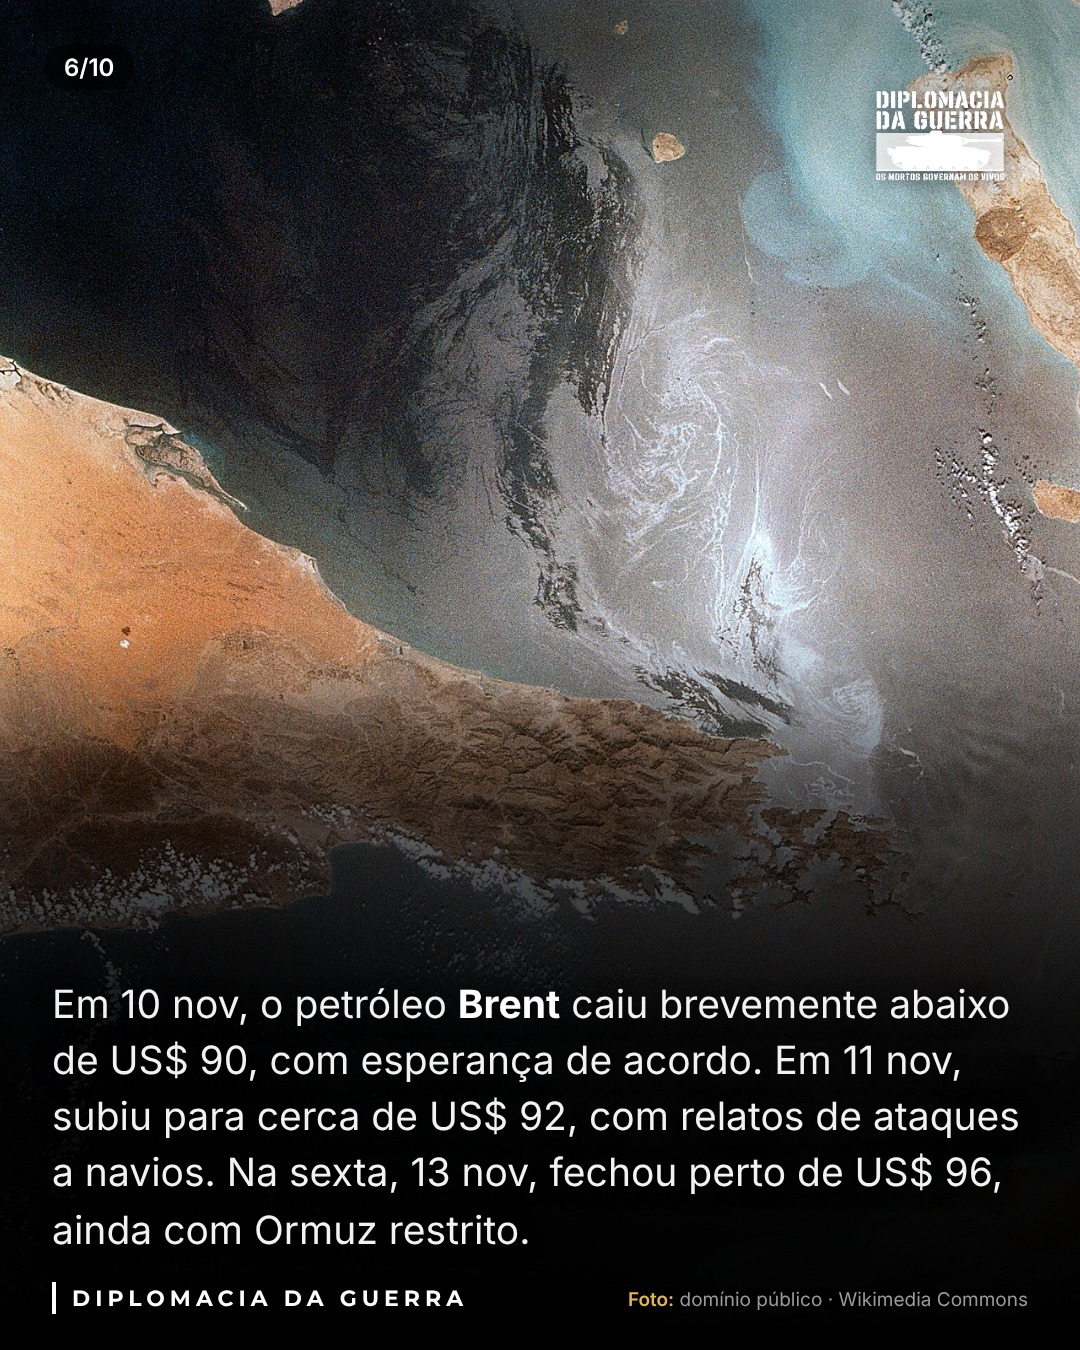 6/10
DIPLOMACIA
DA GUERRA
OS MORTOS GOVERNAM OS VIVOS
Em 10 nov, o petróleo Brent caiu brevemente abaixo
de US$ 90, com esperança de acordo. Em 11 nov,
subiu para cerca de US$ 92, com relatos de ataques
a navios. Na sexta, 13 nov, fechou perto de US$ 96,
ainda com Ormuz restrito.
DIPLOMACIA DA GUERRA
Foto: domínio público · Wikimedia Commons